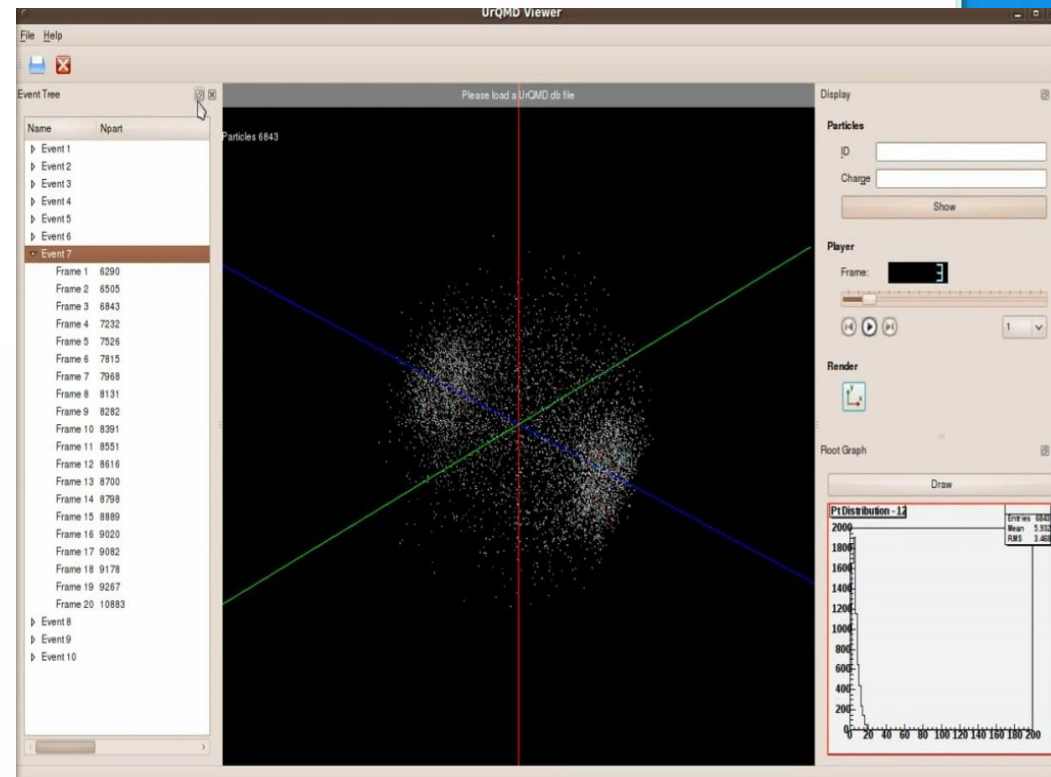 UrQMD Viewer
File Help
Event Tree
Name Npart
Event 1
Event 2
Event 3
Event 4
Event 5
Event 6
Event 7
Frame 1 6290
Frame 2 6505
Frame 3 6843
Frame 4 7232
Frame 5 7526
Frame 6 7815
Frame 7 7968
Frame 8 8131
Frame 9 8282
Frame 10 8391
Frame 11 8551
Frame 12 8616
Frame 13 8700
Frame 14 8798
Frame 15 8889
Frame 16 9020
Frame 17 9082
Frame 18 9178
Frame 19 9267
Frame 20 10883
Event 8
Event 9
Event 10
Please load a UrQMD db file
Particles 6843
Display
Particles
ID
Charge
Show
Player
Frame: 3
1
Render
Root Graph
Draw
Pt Distribution - 12
Entries 6843
Mean 5.932
RMS 3.468
2000
1800
1600
1400
1200
1000
800
600
400
200
0
0 20 40 60 80 100 120 140 160 180 200